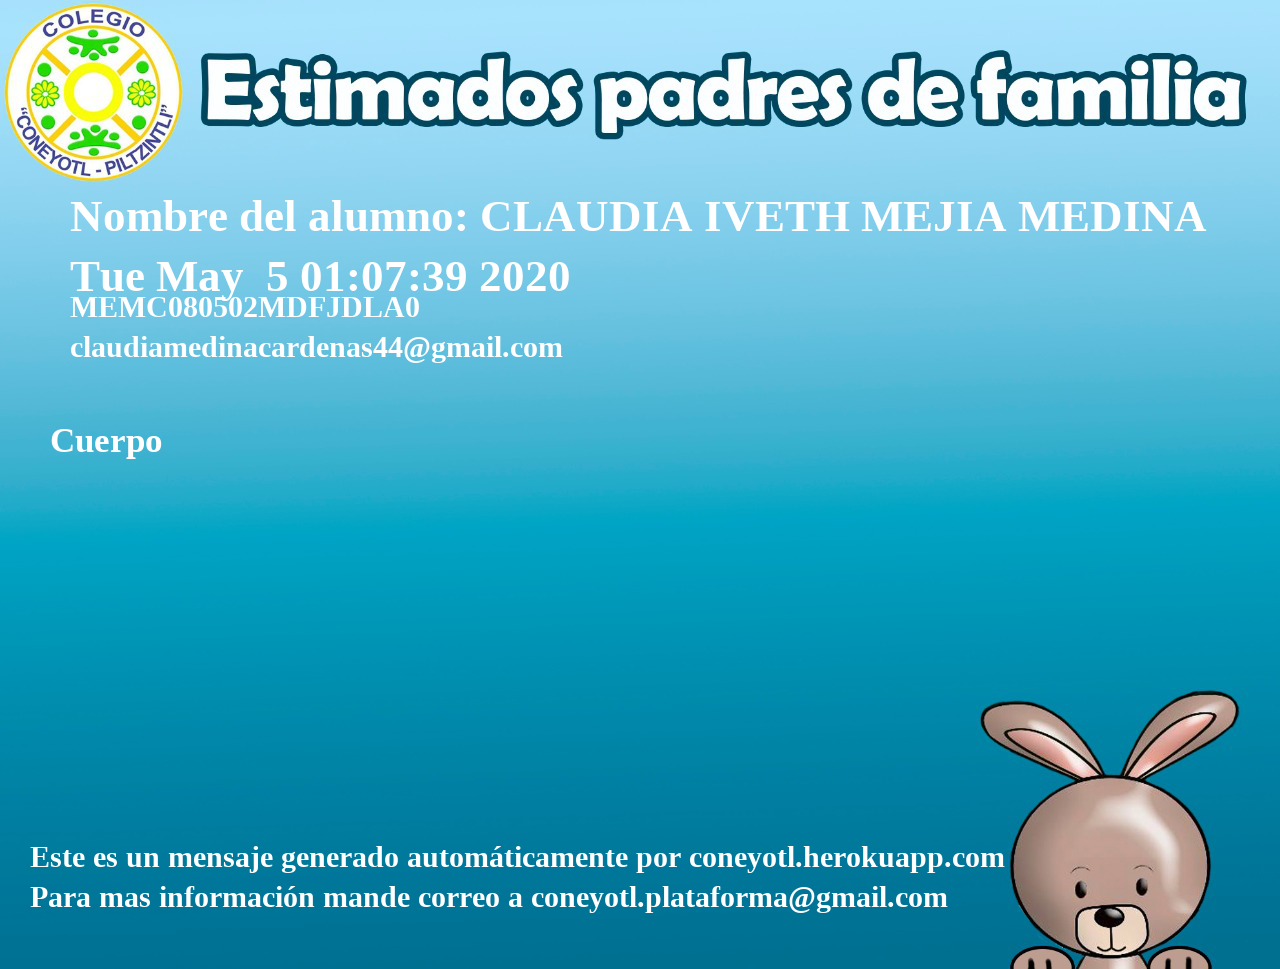 COLEGIO
"CONEYOTL - PILTZINTLI"
Estimados padres de familia
Nombre del alumno: CLAUDIA IVETH MEJIA MEDINA
Tue May  5 01:07:39 2020
MEMC080502MDFJDLA0
claudiamedinacardenas44@gmail.com
Cuerpo
Este es un mensaje generado automáticamente por coneyotl.herokuapp.com
Para mas información mande correo a coneyotl.plataforma@gmail.com